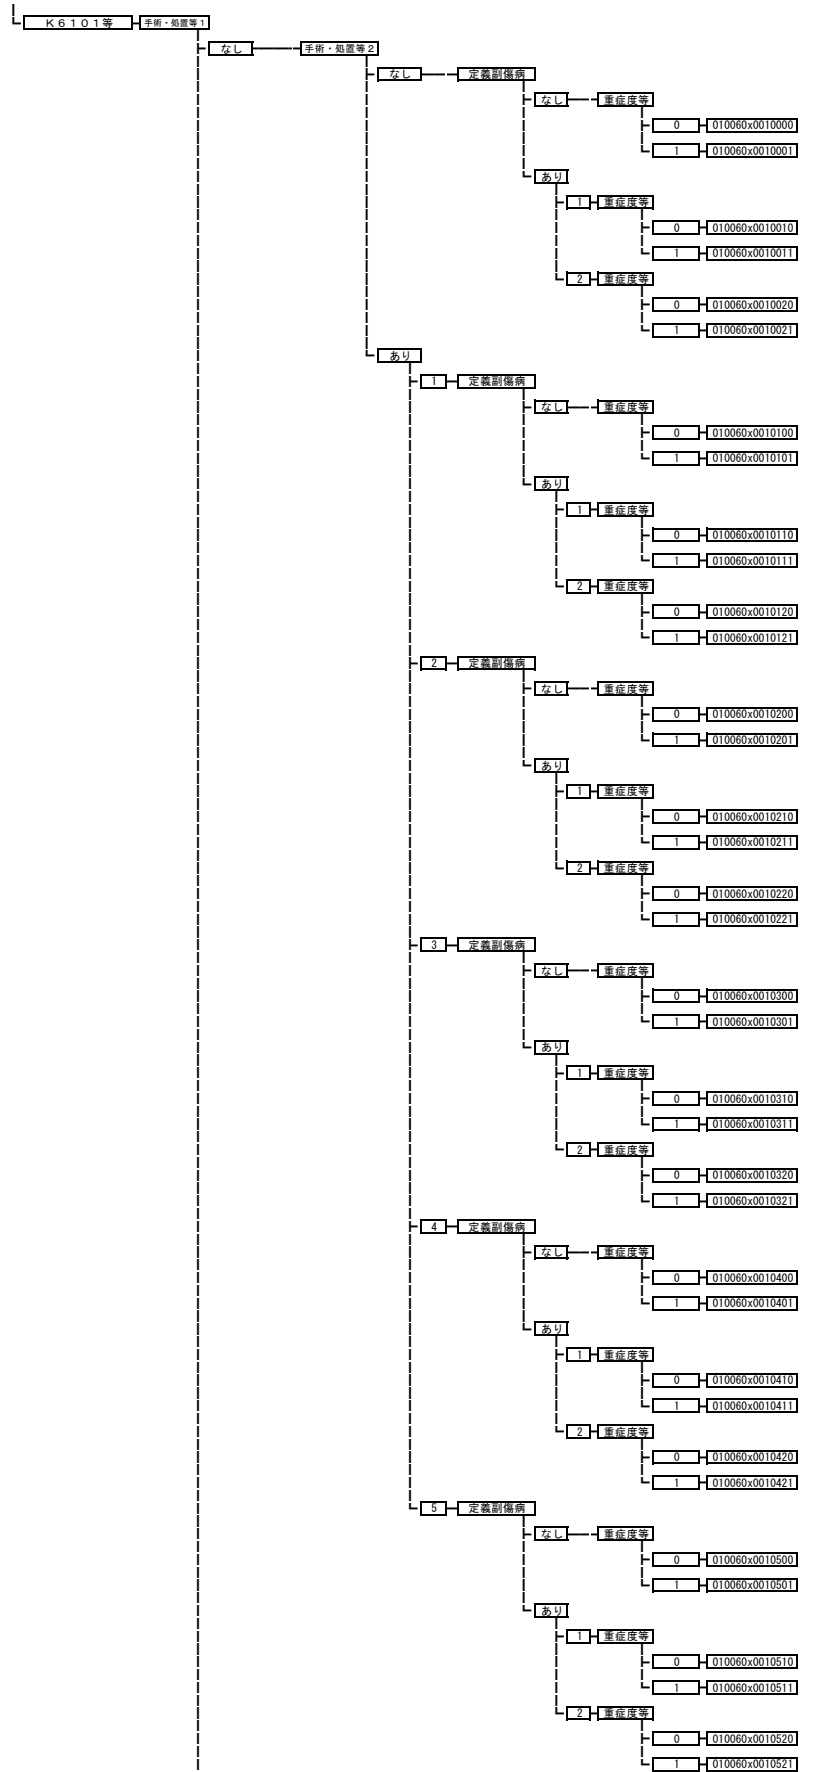 Ｋ６１０１等 手術・処置等１
なし 手術・処置等２
なし 定義副傷病
なし 重症度等
0 010060x0010000
1 010060x0010001
あり
1 重症度等
0 010060x0010010
1 010060x0010011
2 重症度等
0 010060x0010020
1 010060x0010021
あり
1 定義副傷病
なし 重症度等
0 010060x0010100
1 010060x0010101
あり
1 重症度等
0 010060x0010110
1 010060x0010111
2 重症度等
0 010060x0010120
1 010060x0010121
2 定義副傷病
なし 重症度等
0 010060x0010200
1 010060x0010201
あり
1 重症度等
0 010060x0010210
1 010060x0010211
2 重症度等
0 010060x0010220
1 010060x0010221
3 定義副傷病
なし 重症度等
0 010060x0010300
1 010060x0010301
あり
1 重症度等
0 010060x0010310
1 010060x0010311
2 重症度等
0 010060x0010320
1 010060x0010321
4 定義副傷病
なし 重症度等
0 010060x0010400
1 010060x0010401
あり
1 重症度等
0 010060x0010410
1 010060x0010411
2 重症度等
0 010060x0010420
1 010060x0010421
5 定義副傷病
なし 重症度等
0 010060x0010500
1 010060x0010501
あり
1 重症度等
0 010060x0010510
1 010060x0010511
2 重症度等
0 010060x0010520
1 010060x0010521